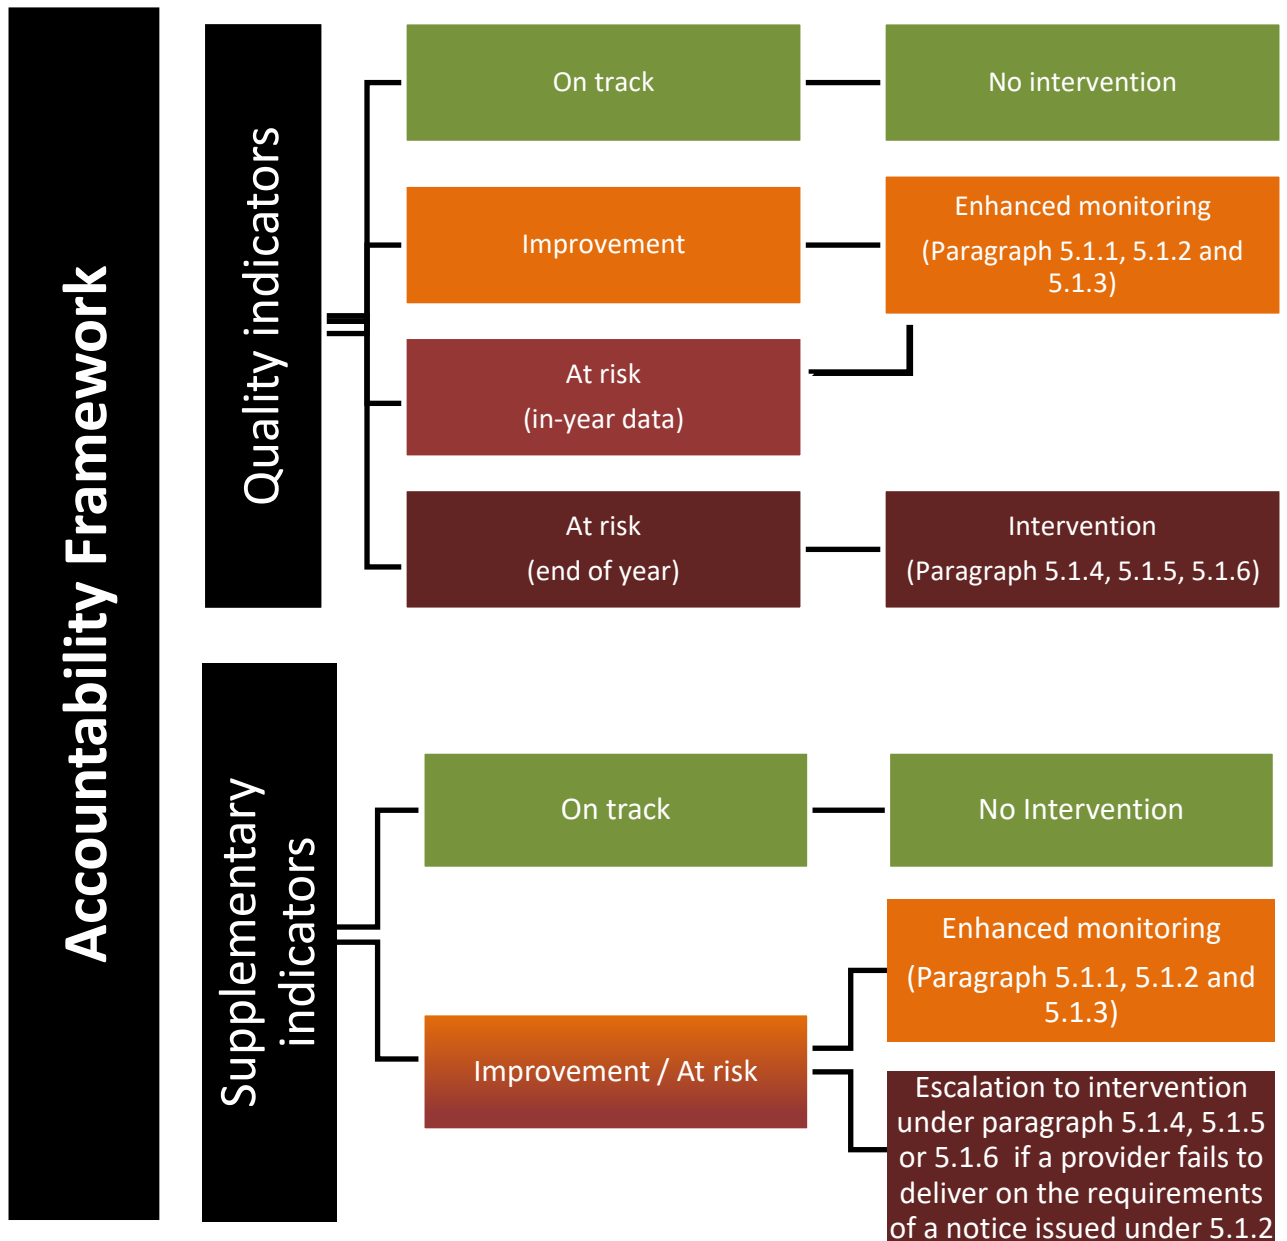 Accountability Framework
Quality indicators
On track
No intervention
Improvement
Enhanced monitoring
(Paragraph 5.1.1, 5.1.2 and
5.1.3)
At risk
(in-year data)
At risk
(end of year)
Intervention
(Paragraph 5.1.4, 5.1.5, 5.1.6)
Supplementary
indicators
On track
No Intervention
Improvement / At risk
Enhanced monitoring
(Paragraph 5.1.1, 5.1.2 and
5.1.3)
Escalation to intervention
under paragraph 5.1.4, 5.1.5
or 5.1.6 if a provider fails to
deliver on the requirements
of a notice issued under 5.1.2